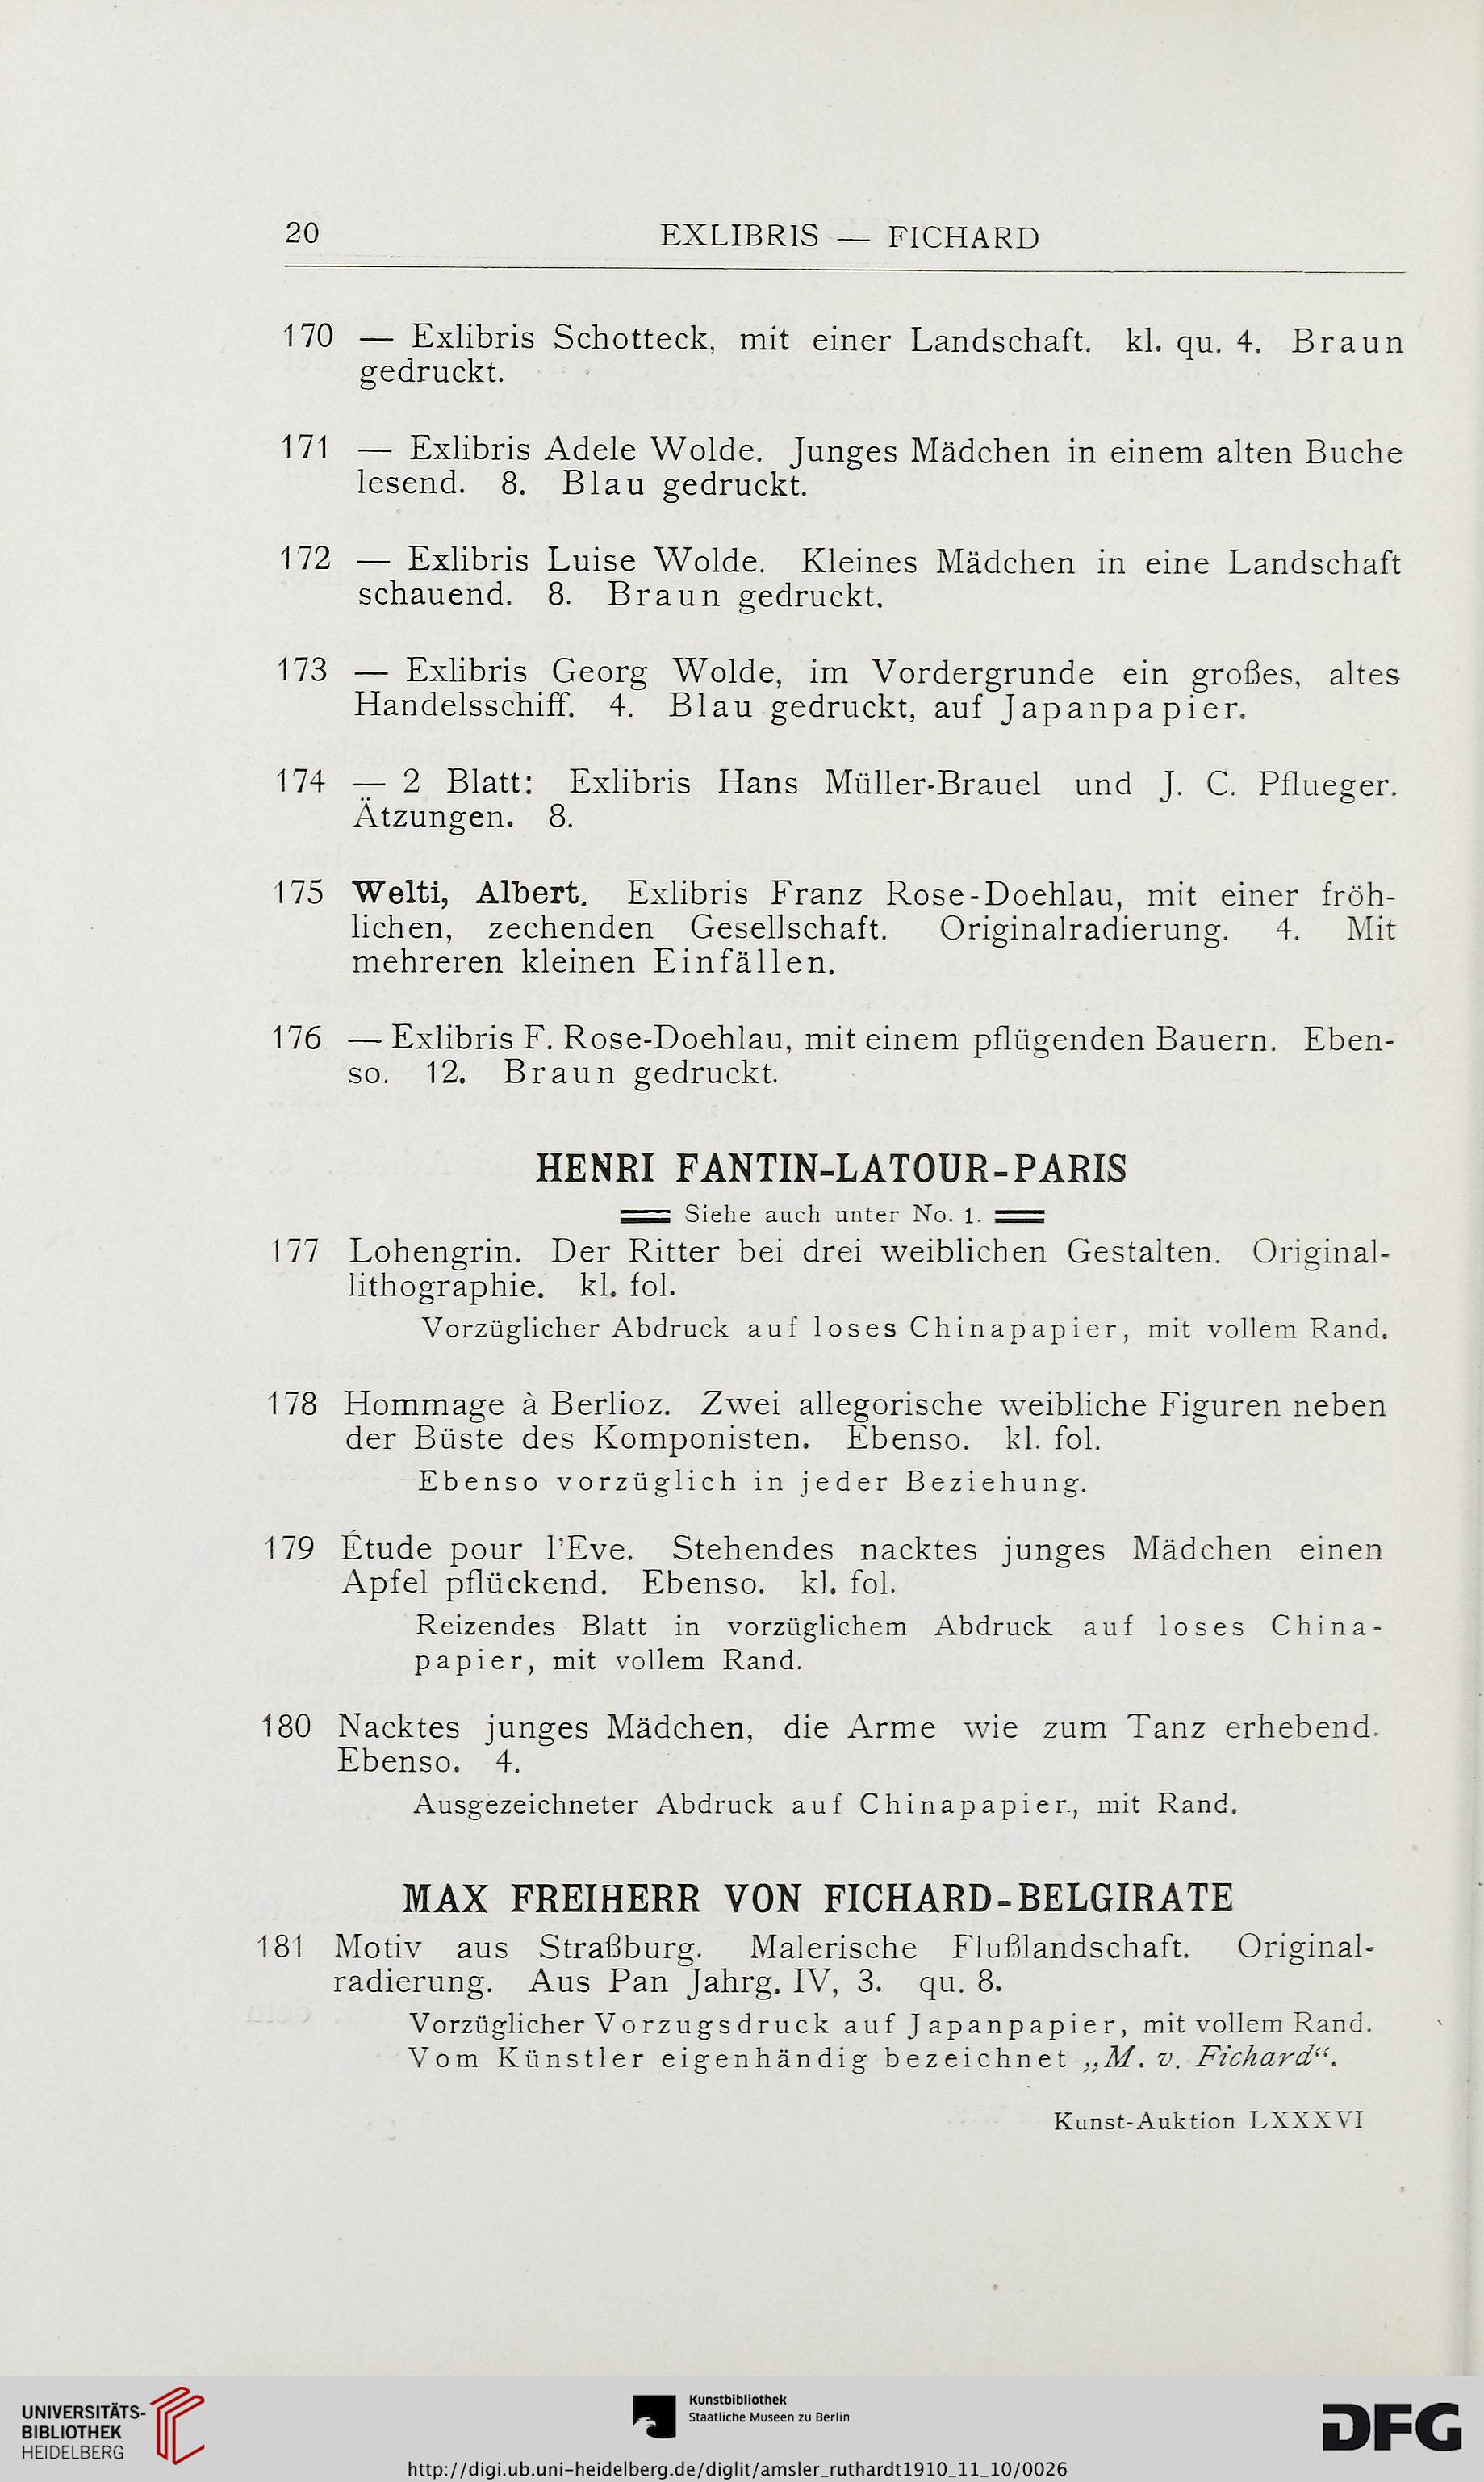 20
EXLIBRIS — FICHARD
170 — Exlibris Schotteck, mit einer Landschaft. kl. qu. 4. Braun
gedruckt.
171 — Exlibris Adele Wolde. Junges Mädchen in einem alten Buche
lesend. 8. Blau gedruckt.
172 — Exlibris Luise Wolde. Kleines Mädchen in eine Landschaft
schauend. 8. Braun gedruckt.
173 — Exlibris Georg Wolde, im Vordergrunde ein großes, altes
Handelsschiff. 4. Blau gedruckt, auf Japanpapier.
174 — 2 Blatt: Exlibris Hans Müller-Brauel und J. C. Pflueger.
Ätzungen. 8.
175 Welti, Albert. Exlibris Franz Rose-Doehlau, mit einer fröh-
lichen, zechenden Gesellschaft. Originalradierung. 4. Mit
mehreren kleinen Einfällen.
176 — Exlibris F. Rose-Doehlau, mit einem pflügenden Bauern. Eben-
so. 12. Braun gedruckt.
HENRI FANTIN-LATOUR-PARIS
Siehe auch unter No. 1.
177 Lohengrin. Der Ritter bei drei weiblichen Gestalten. Original-
lithographie. kl. fol.
Vorzüglicher Abdruck auf loses Chinapapier, mit vollem Rand.
178 Hommage à Berlioz. Zwei allegorische weibliche Figuren neben
der Büste des Komponisten. Ebenso. kl. fol.
Ebenso vorzüglich in jeder Beziehung.
179 Étude pour l'Eve. Stehendes nacktes junges Mädchen einen
Apfel pflückend. Ebenso. kl. fol.
Reizendes Blatt in vorzüglichem Abdruck auf loses China-
papier, mit vollem Rand.
180 Nacktes junges Mädchen, die Arme wie zum Tanz erhebend.
Ebenso. 4.
Ausgezeichneter Abdruck auf Chinapapier, mit Rand.
MAX FREIHERR VON FICHARD-BELGIRATE
181 Motiv aus Straßburg. Malerische Flußlandschaft. Original-
radierung. Aus Pan Jahrg. IV, 3. qu. 8.
Vorzüglicher Vorzugsdruck auf Japanpapier, mit vollem Rand.
Vom Künstler eigenhändig bezeichnet „M. v. Fichard“.
Kunst-Auktion LXXXVI
UNIVERSITÄTS-
BIBLIOTHEK
HEIDELBERG
Kunstbibliothek
Staatliche Museen zu Berlin
DFG
http://digi.ub.uni-heidelberg.de/diglit/amsler_ruthardt1910_11_10/0026